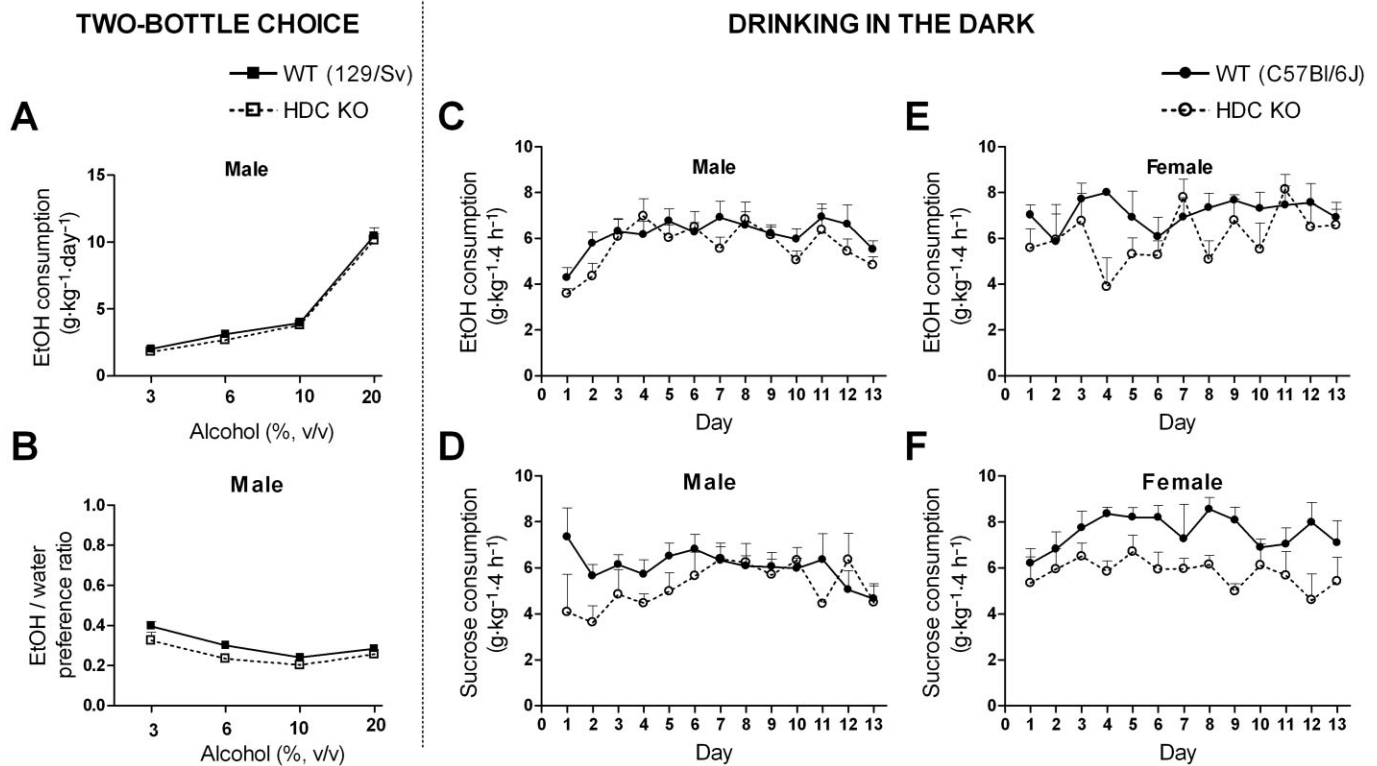 TWO-BOTTLE CHOICE
WT (129/Sv)
HDC KO
A
Male
EtOH consumption
(g·kg⁻¹·day⁻¹)
15
10
5
0
3 6 10 20
Alcohol (%, v/v)
B
Male
EtOH / water
preference ratio
1.0
0.8
0.6
0.4
0.2
0.0
3 6 10 20
Alcohol (%, v/v)
DRINKING IN THE DARK
WT (C57Bl/6J)
HDC KO
C
Male
EtOH consumption
(g·kg⁻¹·4 h⁻¹)
10
8
6
4
2
0
0 1 2 3 4 5 6 7 8 9 10 11 12 13
Day
E
Female
EtOH consumption
(g·kg⁻¹·4 h⁻¹)
10
8
6
4
2
0
0 1 2 3 4 5 6 7 8 9 10 11 12 13
Day
D
Male
Sucrose consumption
(g·kg⁻¹·4 h⁻¹)
10
8
6
4
2
0
0 1 2 3 4 5 6 7 8 9 10 11 12 13
Day
F
Female
Sucrose consumption
(g·kg⁻¹·4 h⁻¹)
10
8
6
4
2
0
0 1 2 3 4 5 6 7 8 9 10 11 12 13
Day